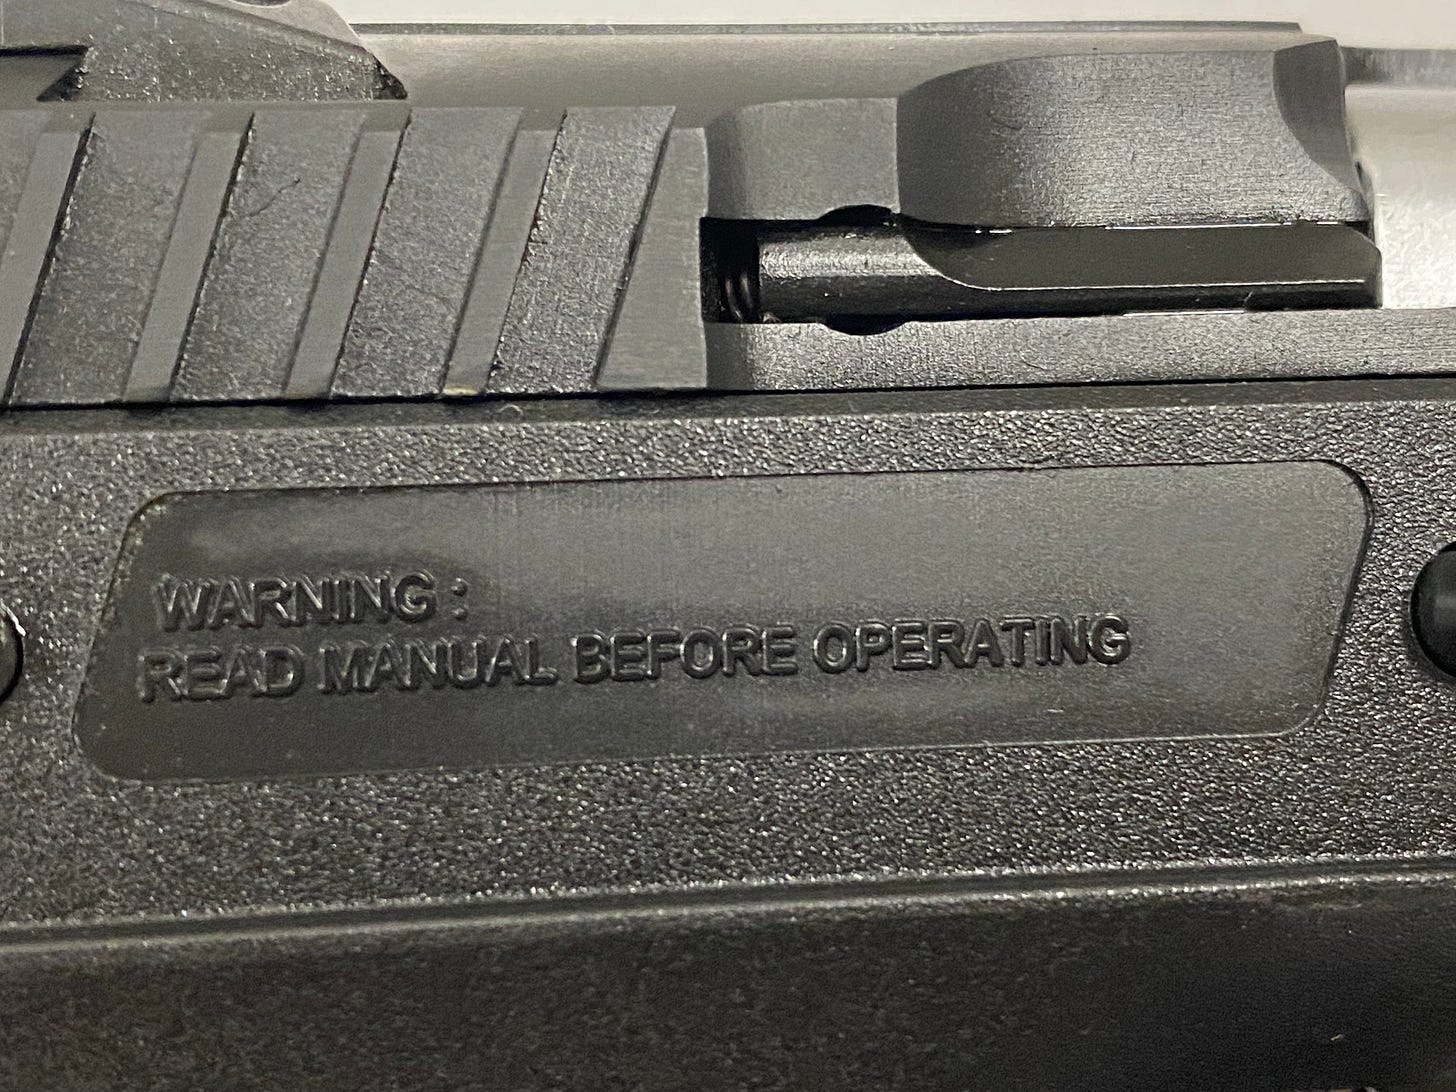 WARNING :
READ MANUAL BEFORE OPERATING